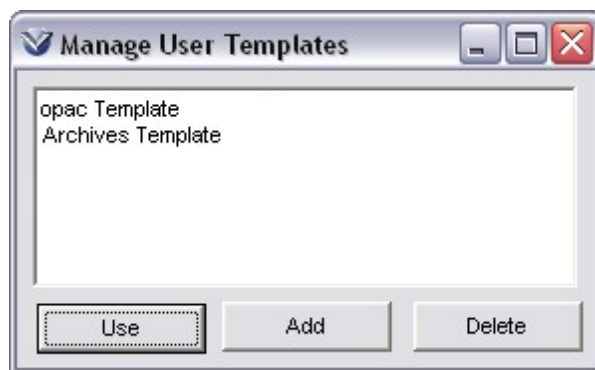 Manage User Templates
opac Template
Archives Template
Use
Add
Delete